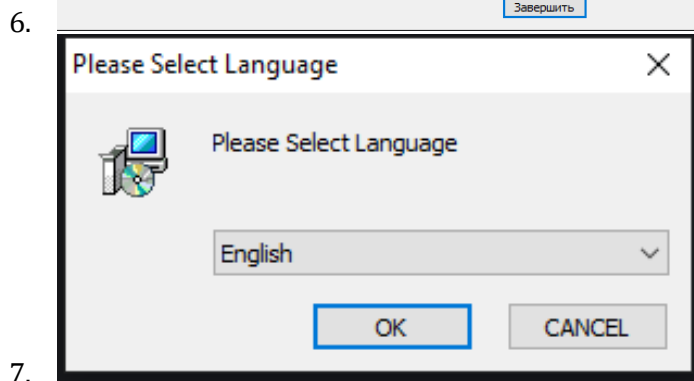 Завершить
6.
Please Select Language
Please Select Language
English
OK CANCEL
7.